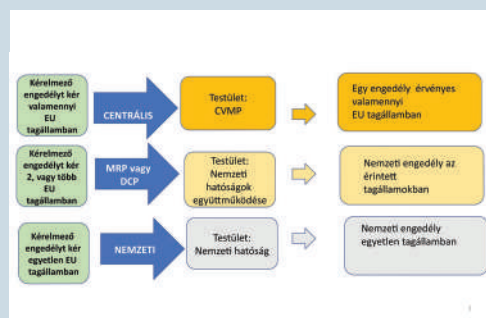 Kérelmező
engedélyt kér
valamennyi
EU
tagállamban
CENTRÁLIS
Testület:
CVMP
Egy engedély érvényes
valamennyi
EU tagállamban
Kérelmező
engedélyt kér
2, vagy több
EU
tagállamban
MRP vagy
DCP
Testület:
Nemzeti
hatóságok
együttműködése
Nemzeti engedély az
érintett
tagállamokban
Kérelmező
engedélyt kér
egyetlen EU
tagállamban
NEMZETI
Testület:
Nemzeti hatóság
Nemzeti engedély
egyetlen tagállamban